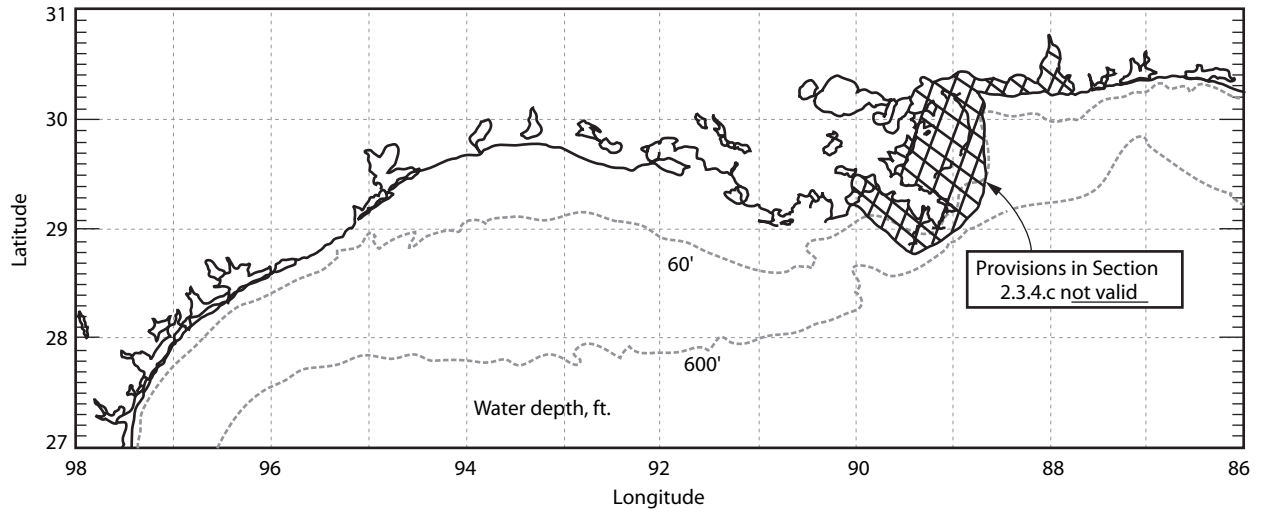 31
30
29
28
27
Latitude
60'
600'
Provisions in Section
2.3.4.c not valid
Water depth, ft.
98
96
94
92
90
88
86
Longitude